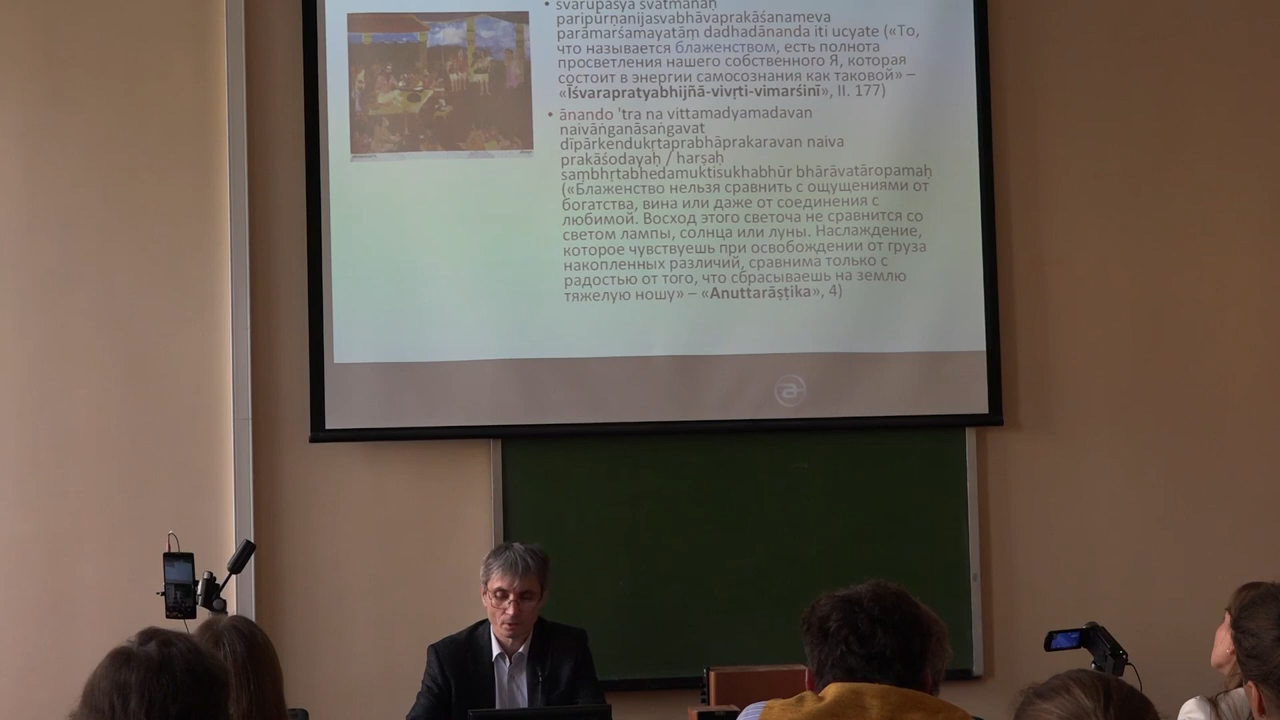 svarūpasya svātmanaḥ
paripūrṇanijasvabhāvaprakāśanameva
parāmarśamayatāṃ dadhadānanda iti ucyate («То,
что называется блаженством, есть полнота
просветления нашего собственного Я, которая
состоит в энергии самосознания как таковой» –
«Īśvarapratyabhijñā-vivṛti-vimarśinī», II. 177)
ānando 'tra na vittamadyamadavan
naivāṅganāsaṅgavat
dīpārkendukṛtaprabhāprakaravan naiva
prakāśodayaḥ / harṣaḥ
saṃbhṛtabhedamuktisukhabhūr bhārāvatāropamaḥ
(«Блаженство нельзя сравнить с ощущениями от
богатства, вина или даже от соединения с
любимой. Восход этого светоча не сравнится со
светом лампы, солнца или луны. Наслаждение,
которое чувствуешь при освобождении от груза
накопленных различий, сравнима только с
радостью от того, что сбрасываешь на землю
тяжелую ношу» – «Anuttarāṣṭika», 4)